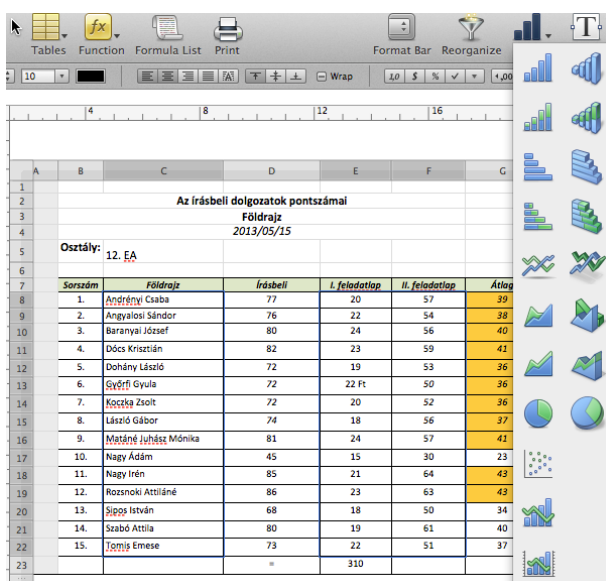 Tables Function Formula List Print Format Bar Reorganize T
10 Wrap 1,0 $ %
4 8 12 16
A B C D E F G
1
2 Az írásbeli dolgozatok pontszámai
3 Földrajz
4 2013/05/15
5 Osztály: 12. EA
6
7 Sorszám Földrajz Írásbeli I. feladatlap II. feladatlap Átlag
8 1. Andrényi Csaba 77 20 57 39
9 2. Angyalosi Sándor 76 22 54 38
10 3. Baranyai József 80 24 56 40
11 4. Dócs Krisztián 82 23 59 41
12 5. Dohány László 72 19 53 36
13 6. Győrfi Gyula 72 22 Ft 50 36
14 7. Koczka Zsolt 72 20 52 36
15 8. László Gábor 74 18 56 37
16 9. Matáné Juhász Mónika 81 24 57 41
17 10. Nagy Ádám 45 15 30 23
18 11. Nagy Irén 85 21 64 43
19 12. Rozsnoki Attiláné 86 23 63 43
20 13. Sipos István 68 18 50 34
21 14. Szabó Attila 80 19 61 40
22 15. Tomis Emese 73 22 51 37
23 = 310